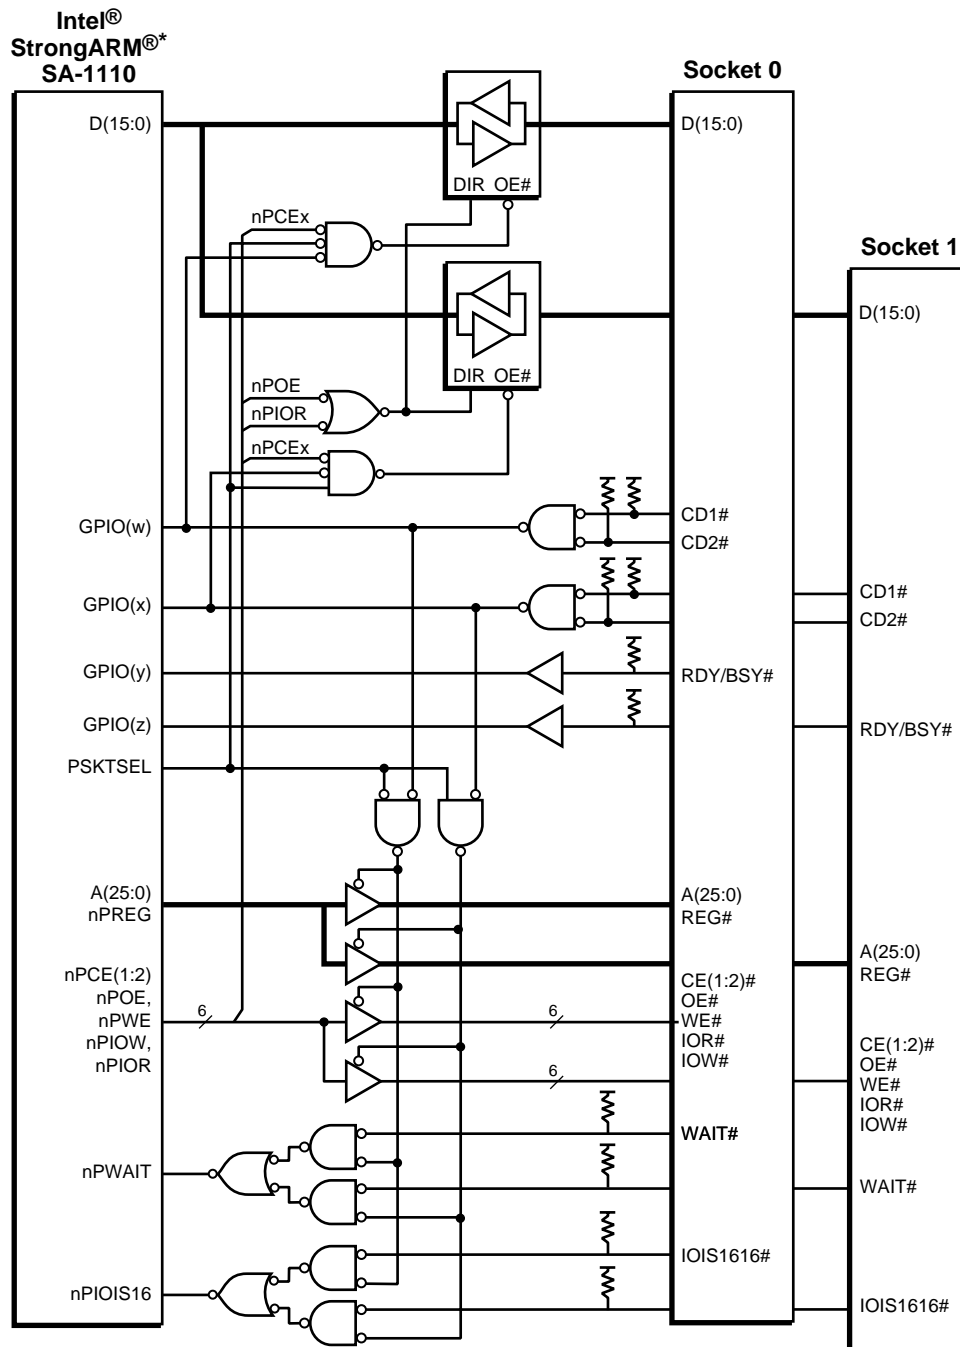 Intel®
StrongARM®*
SA-1110
Socket 0
D(15:0)
D(15:0)
DIR OE#
nPCEx
Socket 1
D(15:0)
DIR OE#
nPOE
nPIOR
nPCEx
GPIO(w)
CD1#
CD2#
GPIO(x)
CD1#
CD2#
GPIO(y)
RDY/BSY#
GPIO(z)
RDY/BSY#
PSKTSEL
A(25:0)
nPREG
A(25:0)
REG#
A(25:0)
REG#
nPCE(1:2)
nPOE,
nPWE
nPIOW,
nPIOR
6
6
CE(1:2)#
OE#
WE#
IOR#
IOW#
6
CE(1:2)#
OE#
WE#
IOR#
IOW#
WAIT#
nPWAIT
WAIT#
IOIS1616#
nPIOIS16
IOIS1616#